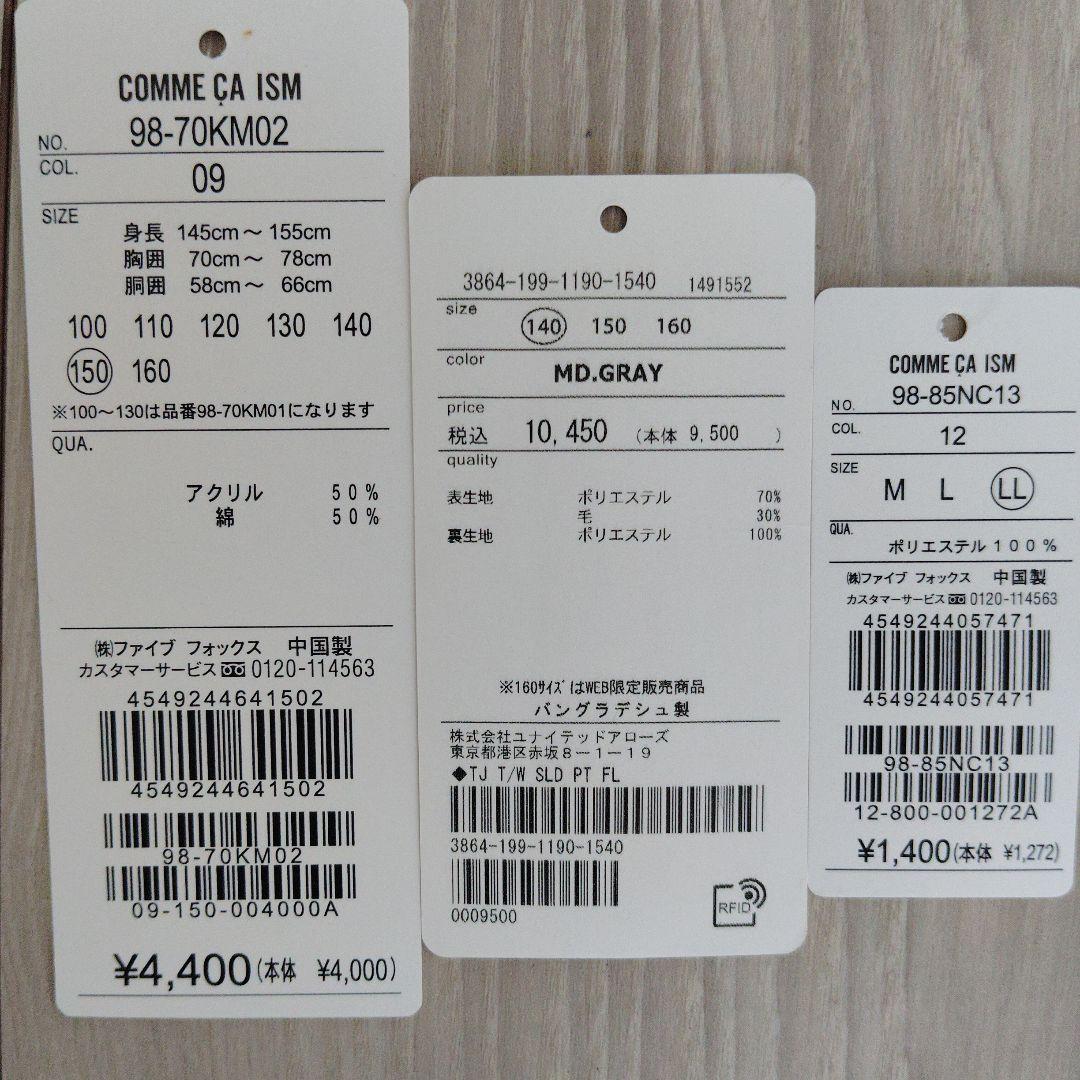 COMME ÇA ISM
NO. 98-70KM02
COL. 09
SIZE
身長 145cm～155cm
胸囲 70cm～ 78cm
胴囲 58cm～ 66cm
100 110 120 130 140
150 160
※100～130は品番98-70KM01になります
QUA.
アクリル 50%
綿 50%
㈱ファイブ フォックス 中国製
カスタマーサービス 0120-114563
4549244641502
4549244641502
98-70KM02
09-150-004000A
¥4,400(本体 ¥4,000)
3864-199-1190-1540 1491552
size
140 150 160
color
MD.GRAY
price
税込 10,450 (本体 9,500 )
quality
表生地 ポリエステル 70%
毛 30%
裏生地 ポリエステル 100%
※160ｻｲｽﾞはWEB限定販売商品
バングラデシュ製
株式会社ユナイテッドアローズ
東京都港区赤坂8－1－19
◆TJ T/W SLD PT FL
3864-199-1190-1540
0009500
RFID
COMME ÇA ISM
NO. 98-85NC13
COL. 12
SIZE
M L LL
QUA.
ポリエステル100%
㈱ファイブ フォックス 中国製
カスタマーサービス 0120-114563
4549244057471
4549244057471
98-85NC13
12-800-001272A
¥1,400(本体 ¥1,272)